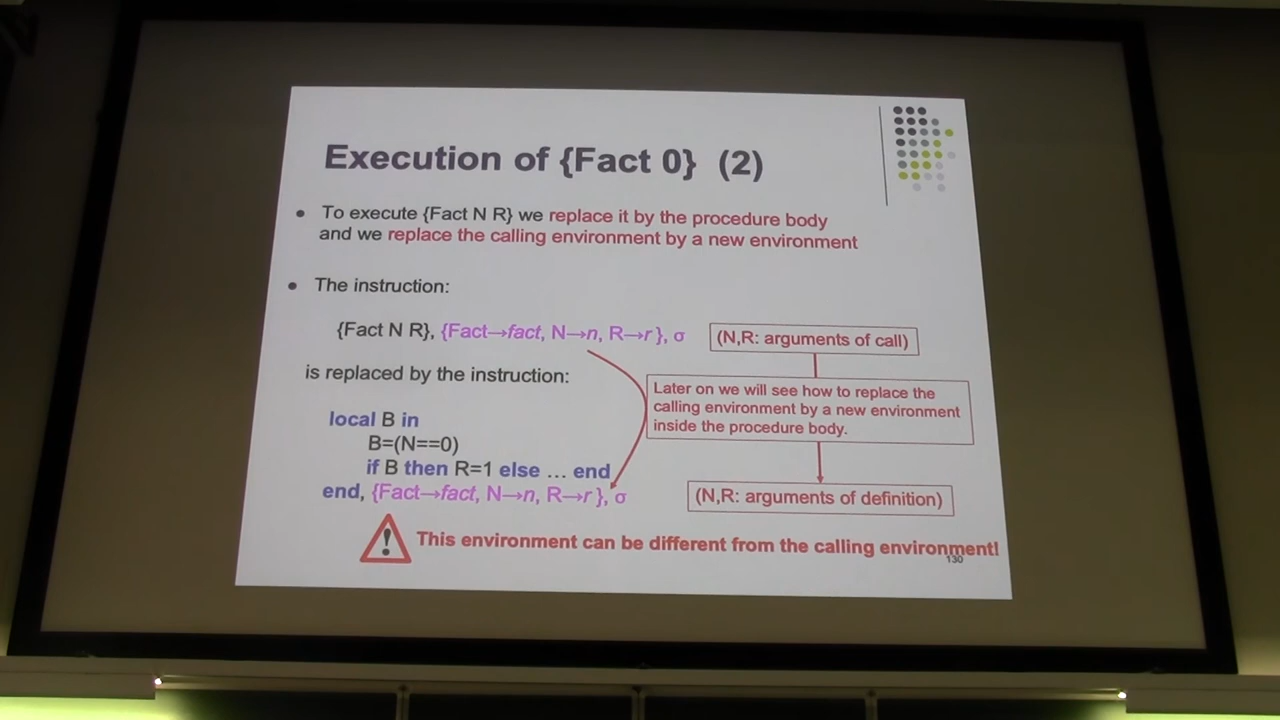 Execution of {Fact 0} (2)
• To execute {Fact N R} we replace it by the procedure body
and we replace the calling environment by a new environment
• The instruction:
{Fact N R}, {Fact→fact, N→n, R→r }, σ
(N,R: arguments of call)
is replaced by the instruction:
Later on we will see how to replace the
calling environment by a new environment
inside the procedure body.
local B in
B=(N==0)
if B then R=1 else … end
end, {Fact→fact, N→n, R→r }, σ
(N,R: arguments of definition)
!
This environment can be different from the calling environment!
130